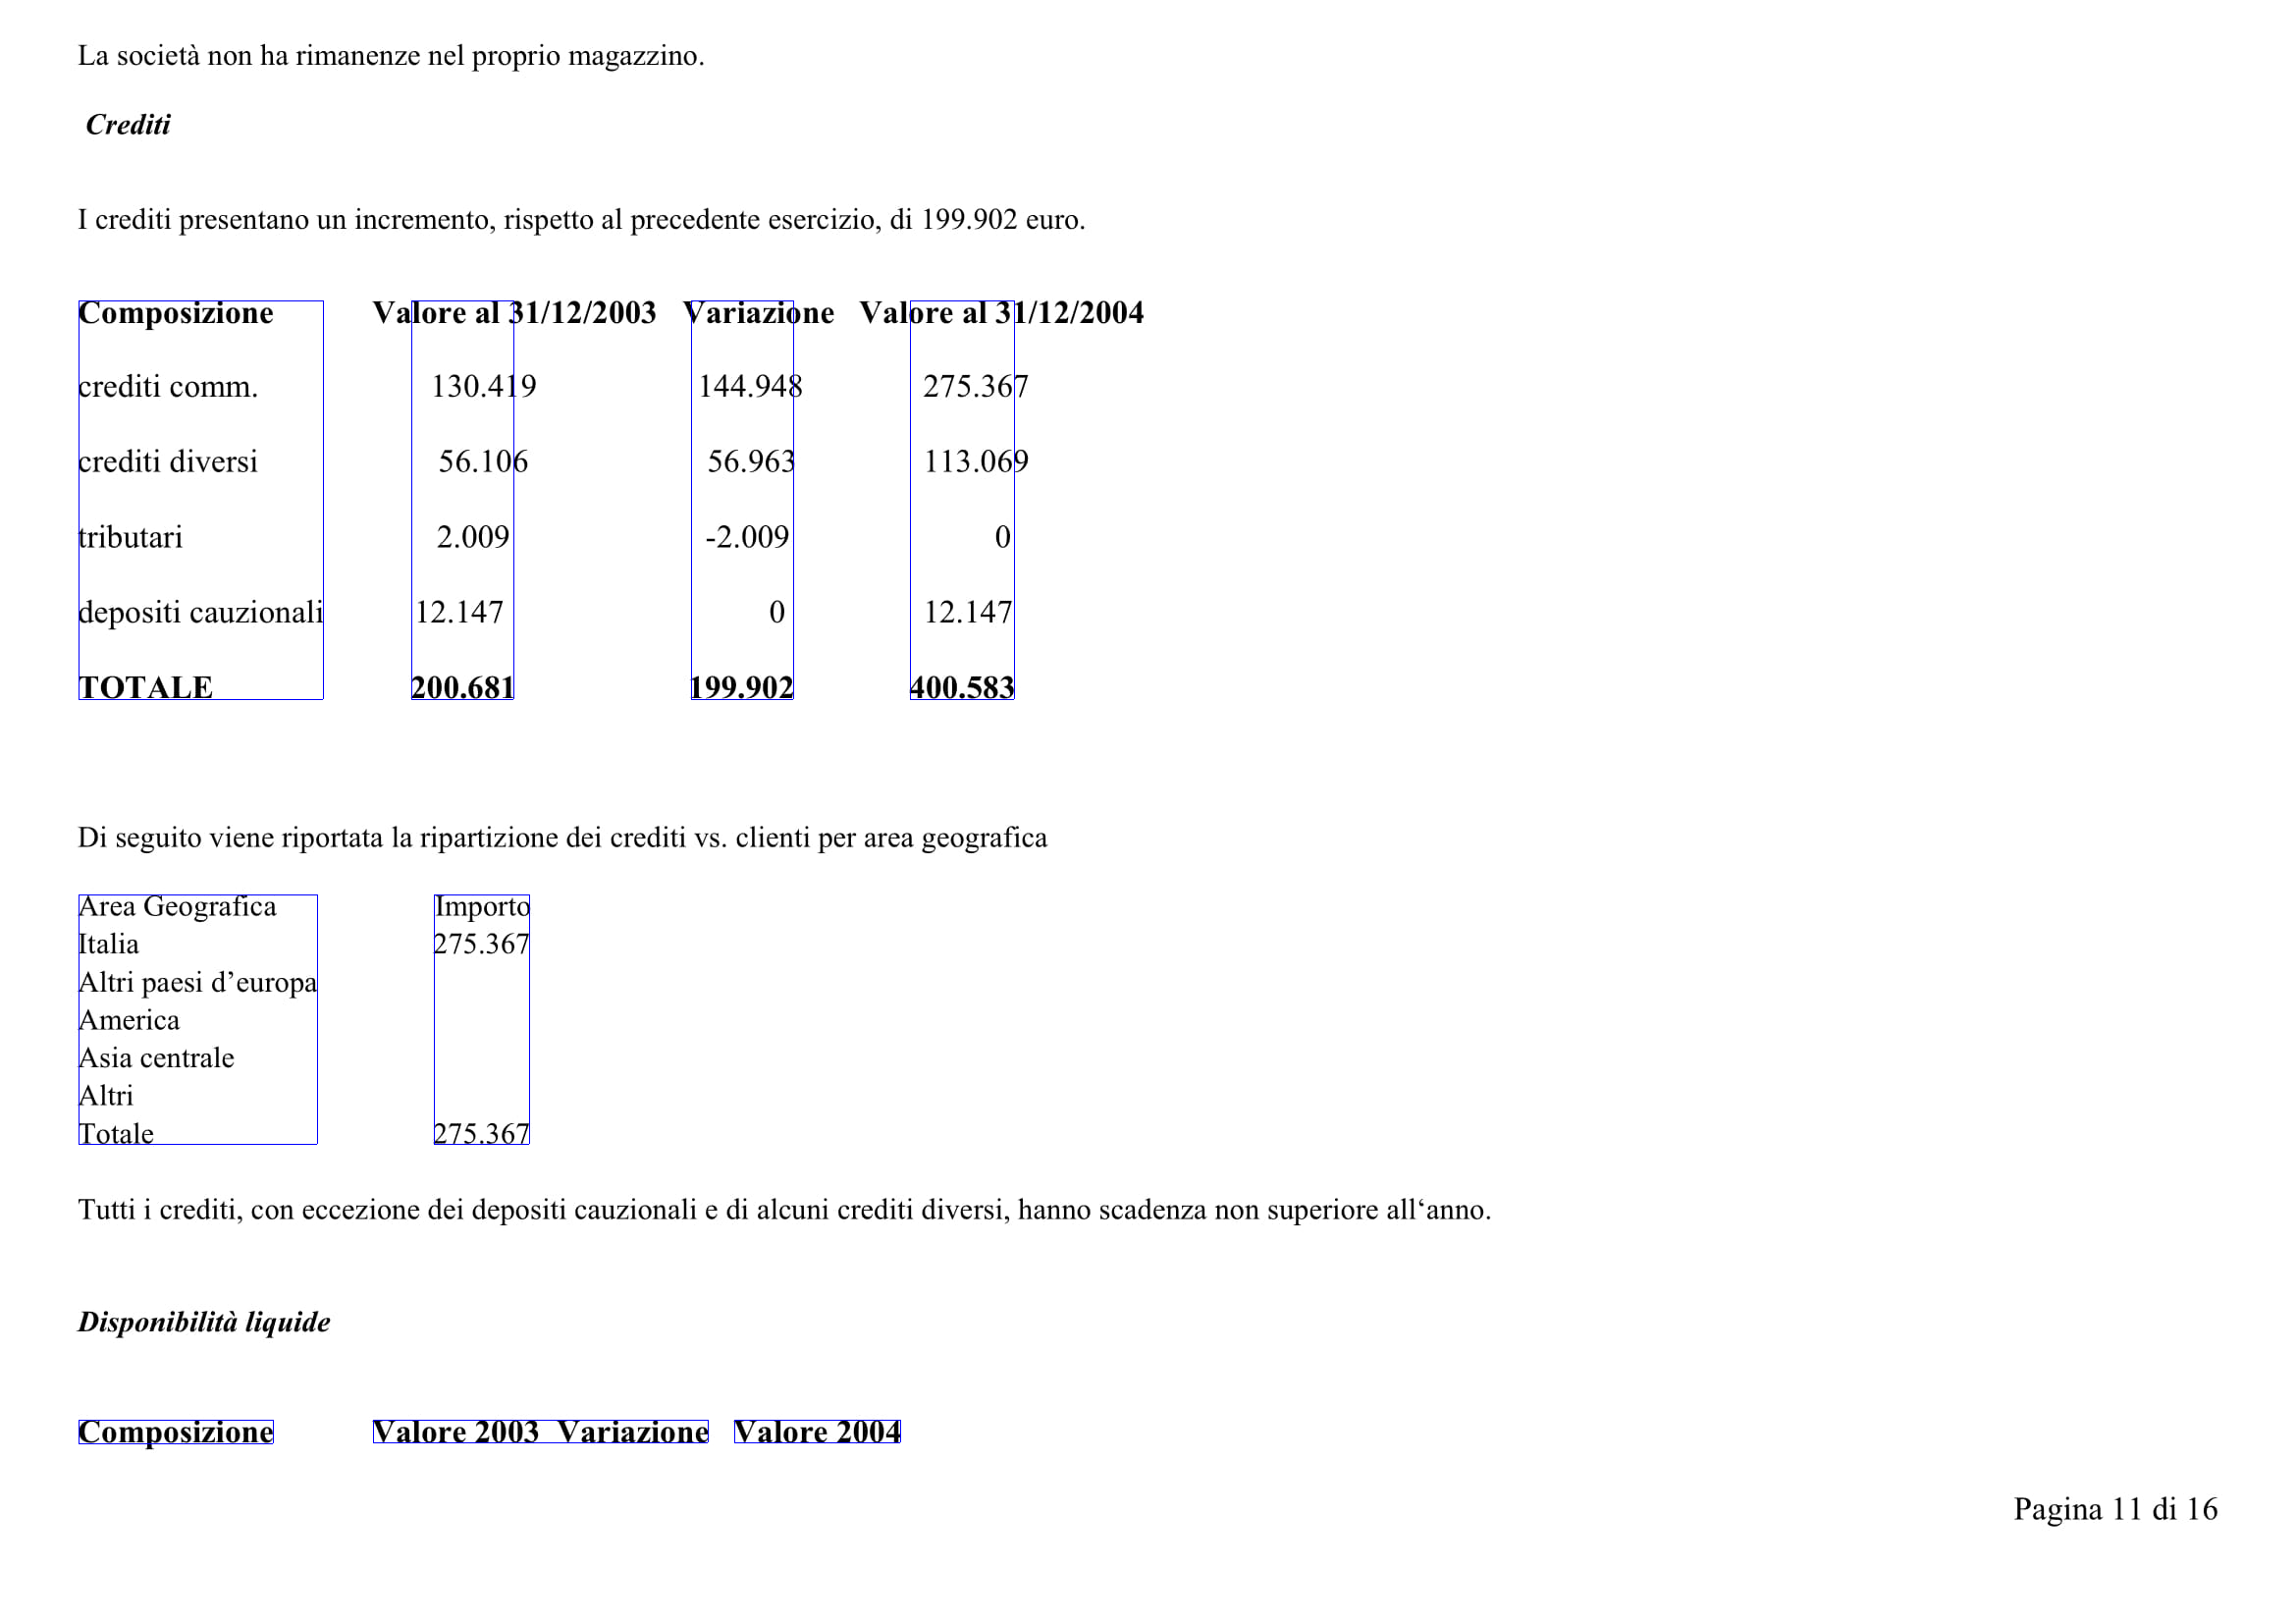 La società non ha rimanenze nel proprio magazzino.
Crediti
I crediti presentano un incremento, rispetto al precedente esercizio, di 199.902 euro.
Composizione Valore al 31/12/2003 Variazione Valore al 31/12/2004
crediti comm. 130.419 144.948 275.367
crediti diversi 56.106 56.963 113.069
tributari 2.009 -2.009 0
depositi cauzionali 12.147 0 12.147
TOTALE 200.681 199.902 400.583
Di seguito viene riportata la ripartizione dei crediti vs. clienti per area geografica
Area Geografica Importo
Italia 275.367
Altri paesi d’europa
America
Asia centrale
Altri
Totale 275.367
Tutti i crediti, con eccezione dei depositi cauzionali e di alcuni crediti diversi, hanno scadenza non superiore all‘anno.
Disponibilità liquide
Composizione Valore 2003 Variazione Valore 2004
Pagina 11 di 16